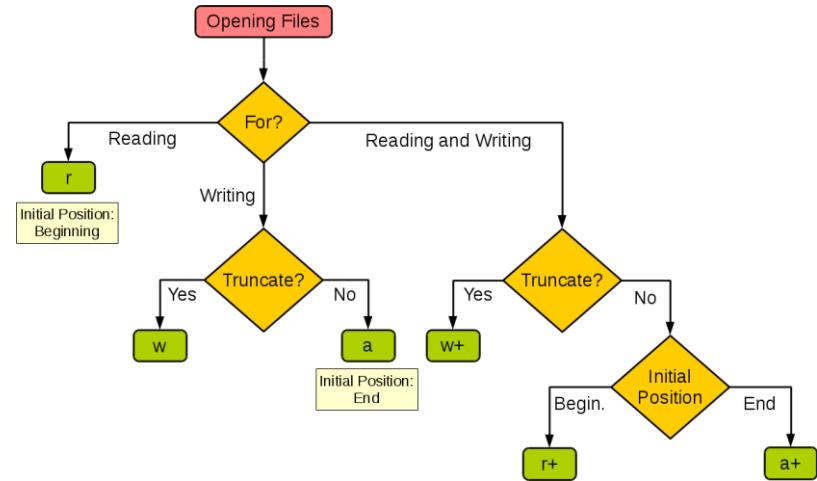 Opening Files
For?
Reading
Reading and Writing
r
Writing
Initial Position:
Beginning
Truncate?
Truncate?
Yes
No
Yes
No
w
a
w+
Initial Position:
End
Initial
Position
Begin.
End
r+
a+